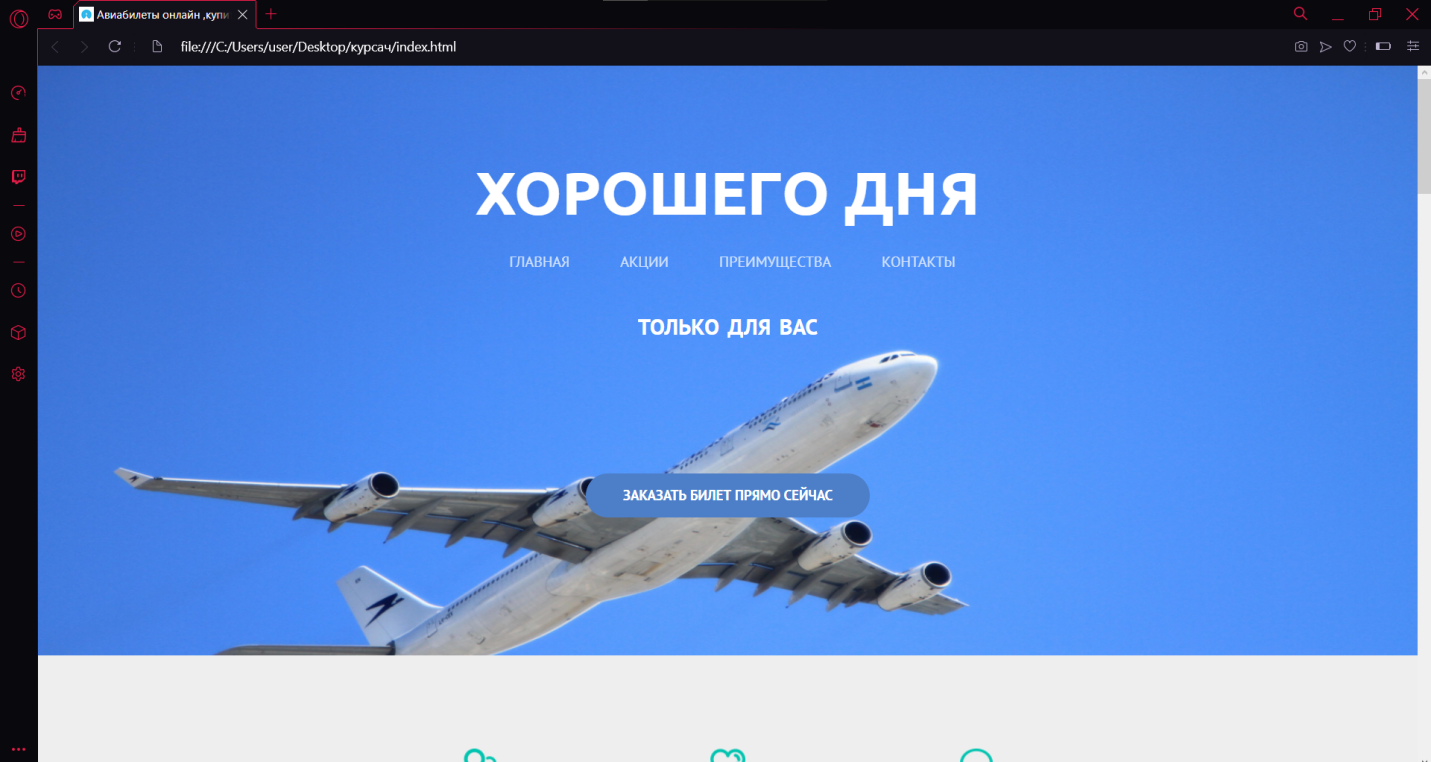 Авиабилеты онлайн ,купи
file:///C:/Users/user/Desktop/курсач/index.html
ХОРОШЕГО ДНЯ
ГЛАВНАЯ АКЦИИ ПРЕИМУЩЕСТВА КОНТАКТЫ
ТОЛЬКО ДЛЯ ВАС
ЗАКАЗАТЬ БИЛЕТ ПРЯМО СЕЙЧАС